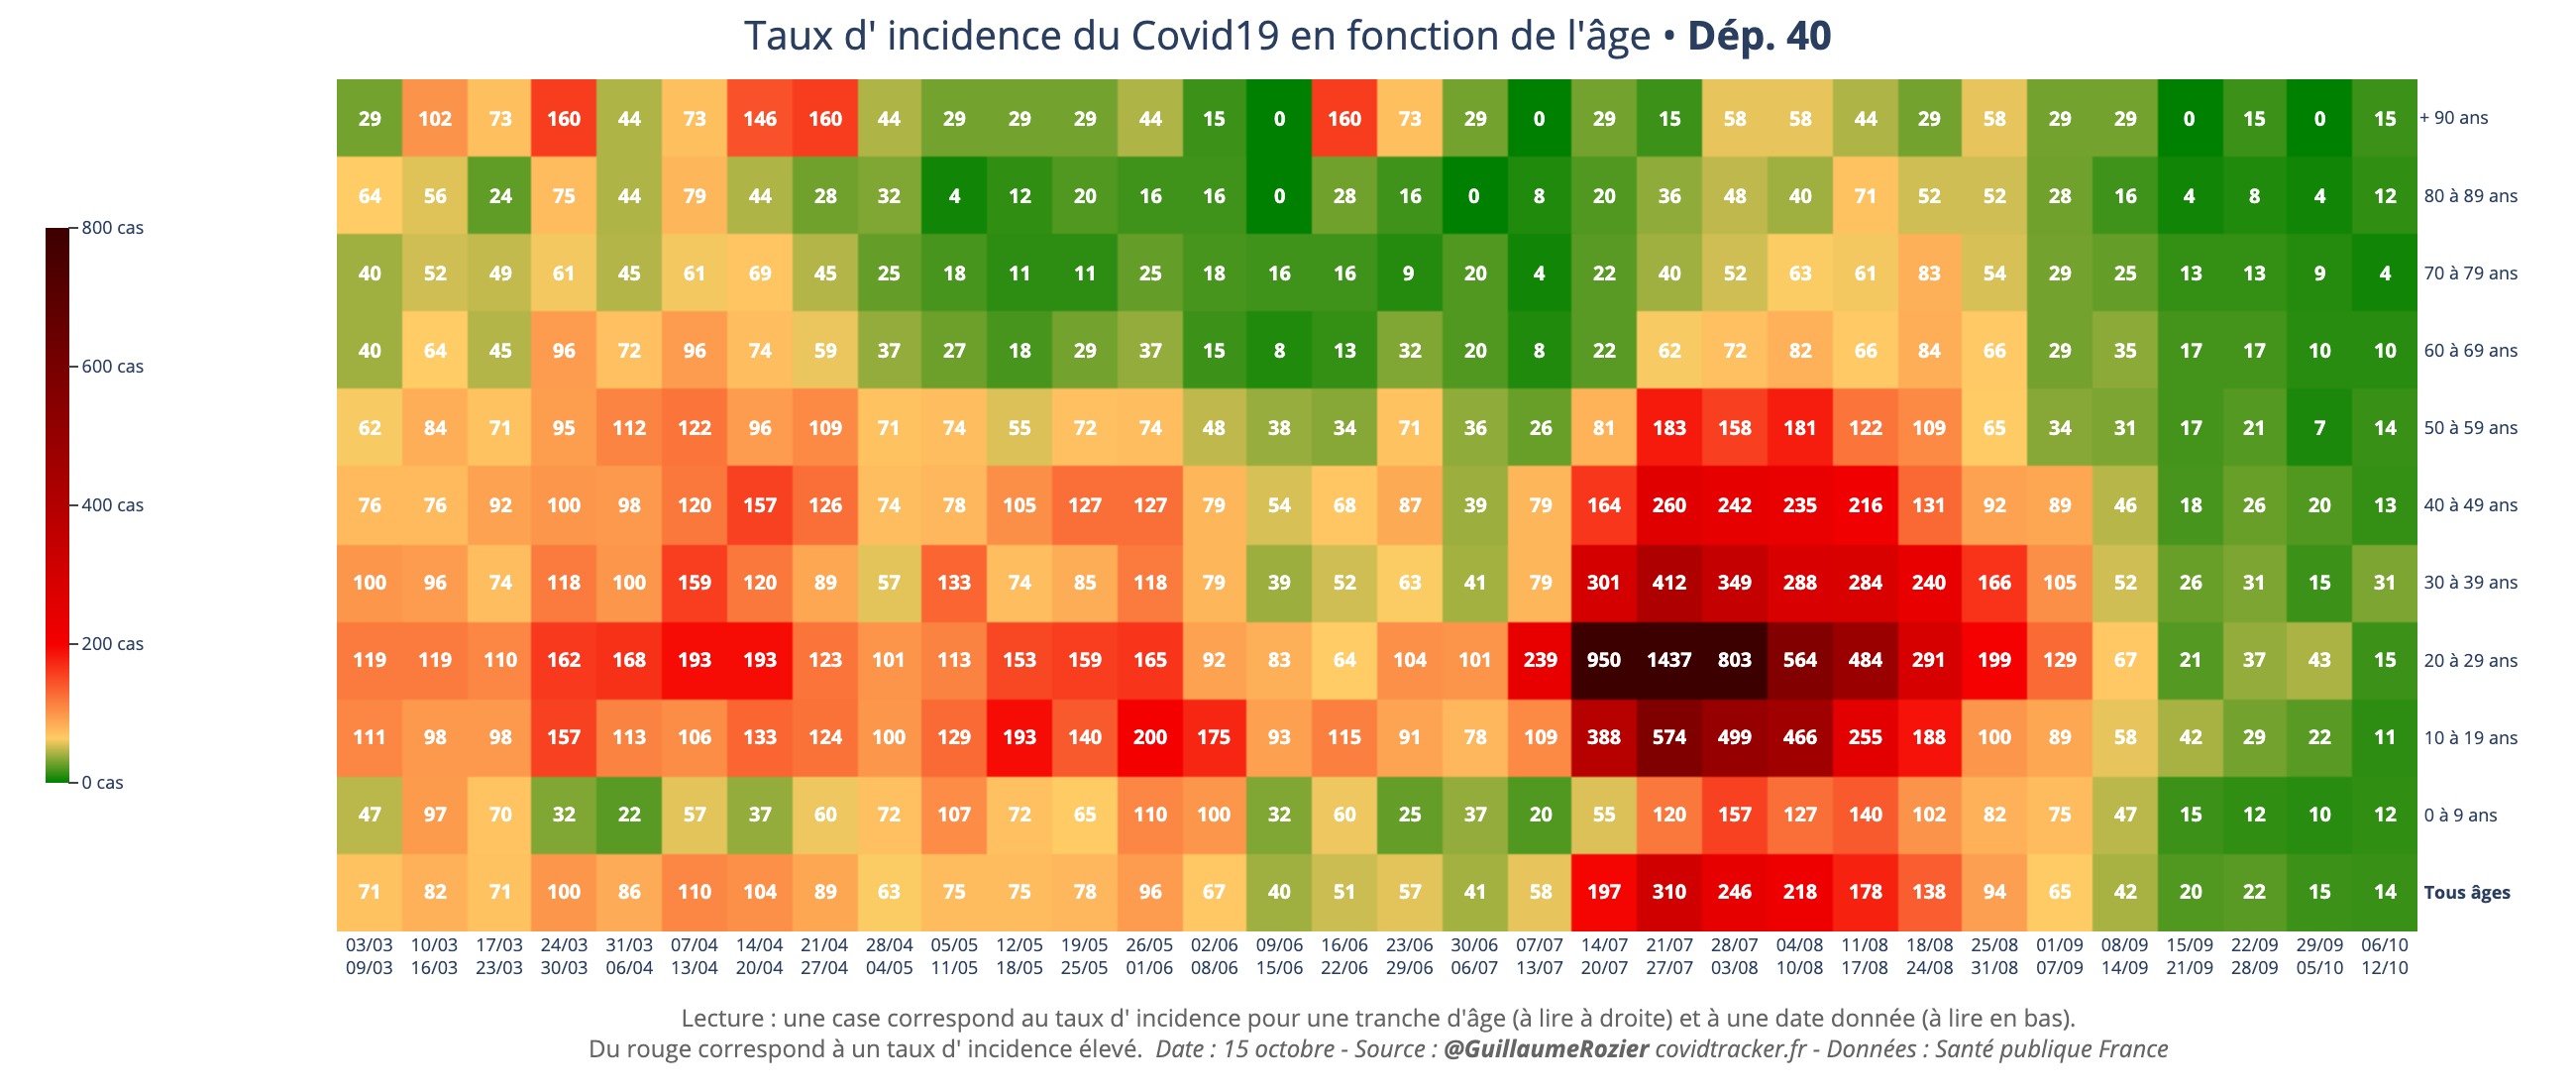 Taux d' incidence du Covid19 en fonction de l'âge • Dép. 40
800 cas
600 cas
400 cas
200 cas
0 cas
29 102 73 160 44 73 146 160 44 29 29 29 44 15 0 160 73 29 0 29 15 58 58 44 29 58 29 29 0 15 0 15 + 90 ans
64 56 24 75 44 79 44 28 32 4 12 20 16 16 0 28 16 0 8 20 36 48 40 71 52 52 28 16 4 8 4 12 80 à 89 ans
40 52 49 61 45 61 69 45 25 18 11 11 25 18 16 16 9 20 4 22 40 52 63 61 83 54 29 25 13 13 9 4 70 à 79 ans
40 64 45 96 72 96 74 59 37 27 18 29 37 15 8 13 32 20 8 22 62 72 82 66 84 66 29 35 17 17 10 10 60 à 69 ans
62 84 71 95 112 122 96 109 71 74 55 72 74 48 38 34 71 36 26 81 183 158 181 122 109 65 34 31 17 21 7 14 50 à 59 ans
76 76 92 100 98 120 157 126 74 78 105 127 127 79 54 68 87 39 79 164 260 242 235 216 131 92 89 46 18 26 20 13 40 à 49 ans
100 96 74 118 100 159 120 89 57 133 74 85 118 79 39 52 63 41 79 301 412 349 288 284 240 166 105 52 26 31 15 31 30 à 39 ans
119 119 110 162 168 193 193 123 101 113 153 159 165 92 83 64 104 101 239 950 1437 803 564 484 291 199 129 67 21 37 43 15 20 à 29 ans
111 98 98 157 113 106 133 124 100 129 193 140 200 175 93 115 91 78 109 388 574 499 466 255 188 100 89 58 42 29 22 11 10 à 19 ans
47 97 70 32 22 57 37 60 72 107 72 65 110 100 32 60 25 37 20 55 120 157 127 140 102 82 75 47 15 12 10 12 0 à 9 ans
71 82 71 100 86 110 104 89 63 75 75 78 96 67 40 51 57 41 58 197 310 246 218 178 138 94 65 42 20 22 15 14 Tous âges
03/03 10/03 17/03 24/03 31/03 07/04 14/04 21/04 28/04 05/05 12/05 19/05 26/05 02/06 09/06 16/06 23/06 30/06 07/07 14/07 21/07 28/07 04/08 11/08 18/08 25/08 01/09 08/09 15/09 22/09 29/09 06/10
09/03 16/03 23/03 30/03 06/04 13/04 20/04 27/04 04/05 11/05 18/05 25/05 01/06 08/06 15/06 22/06 29/06 06/07 13/07 20/07 27/07 03/08 10/08 17/08 24/08 31/08 07/09 14/09 21/09 28/09 05/10 12/10
Lecture : une case correspond au taux d' incidence pour une tranche d'âge (à lire à droite) et à une date donnée (à lire en bas).
Du rouge correspond à un taux d' incidence élevé. Date : 15 octobre - Source : @GuillaumeRozier covidtracker.fr - Données : Santé publique France